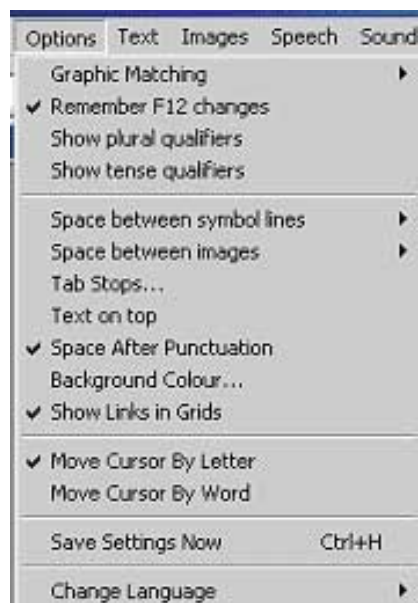 Options Text Images Speech Sound
Graphic Matching
Remember F12 changes
Show plural qualifiers
Show tense qualifiers
Space between symbol lines
Space between images
Tab Stops...
Text on top
Space After Punctuation
Background Colour...
Show Links in Grids
Move Cursor By Letter
Move Cursor By Word
Save Settings Now Ctrl+H
Change Language